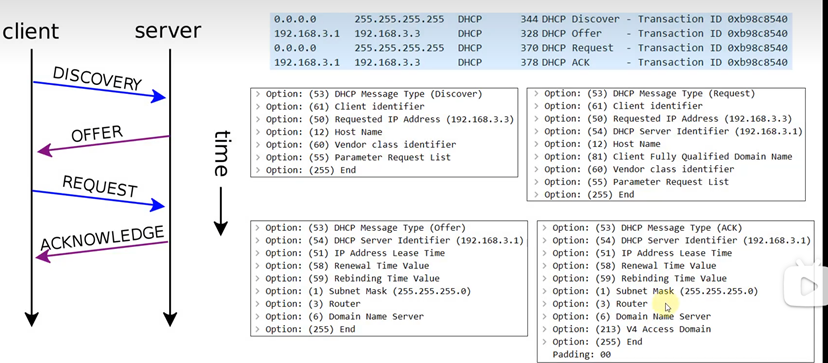 client
server
DISCOVERY
OFFER
REQUEST
ACKNOWLEDGE
time
0.0.0.0 255.255.255.255 DHCP 344 DHCP Discover - Transaction ID 0xb98c8540
192.168.3.1 192.168.3.3 DHCP 328 DHCP Offer - Transaction ID 0xb98c8540
0.0.0.0 255.255.255.255 DHCP 370 DHCP Request - Transaction ID 0xb98c8540
192.168.3.1 192.168.3.3 DHCP 378 DHCP ACK - Transaction ID 0xb98c8540
> Option: (53) DHCP Message Type (Discover)
> Option: (61) Client identifier
> Option: (50) Requested IP Address (192.168.3.3)
> Option: (12) Host Name
> Option: (60) Vendor class identifier
> Option: (55) Parameter Request List
> Option: (255) End
> Option: (53) DHCP Message Type (Request)
> Option: (61) Client identifier
> Option: (50) Requested IP Address (192.168.3.3)
> Option: (54) DHCP Server Identifier (192.168.3.1)
> Option: (12) Host Name
> Option: (81) Client Fully Qualified Domain Name
> Option: (60) Vendor class identifier
> Option: (55) Parameter Request List
> Option: (255) End
> Option: (53) DHCP Message Type (Offer)
> Option: (54) DHCP Server Identifier (192.168.3.1)
> Option: (51) IP Address Lease Time
> Option: (58) Renewal Time Value
> Option: (59) Rebinding Time Value
> Option: (1) Subnet Mask (255.255.255.0)
> Option: (3) Router
> Option: (6) Domain Name Server
> Option: (255) End
> Option: (53) DHCP Message Type (ACK)
> Option: (54) DHCP Server Identifier (192.168.3.1)
> Option: (51) IP Address Lease Time
> Option: (58) Renewal Time Value
> Option: (59) Rebinding Time Value
> Option: (1) Subnet Mask (255.255.255.0)
> Option: (3) Router
> Option: (6) Domain Name Server
> Option: (213) V4 Access Domain
> Option: (255) End
Padding: 00